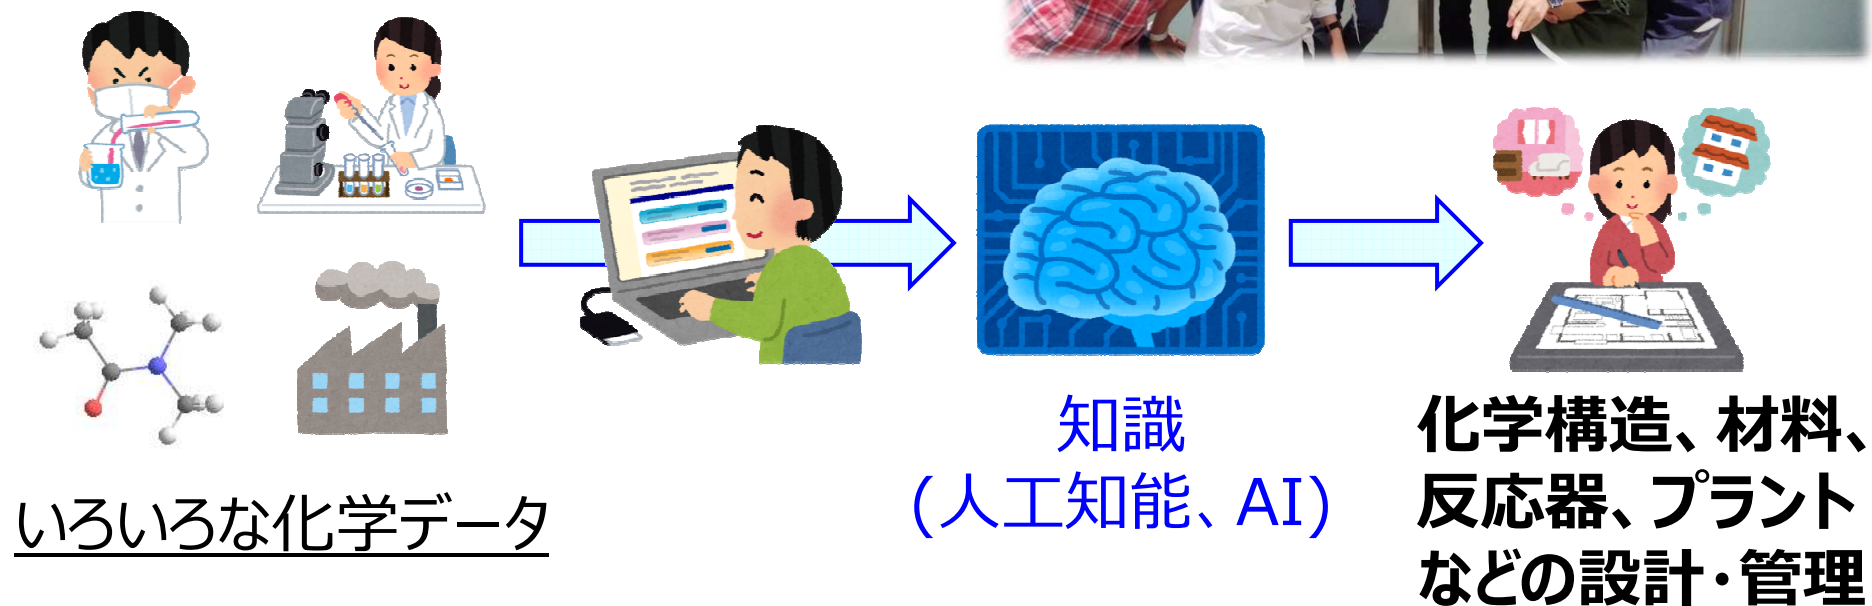 いろいろな化学データ
知識
(人工知能、AI)
化学構造、材料、
反応器、プラント
などの設計・管理